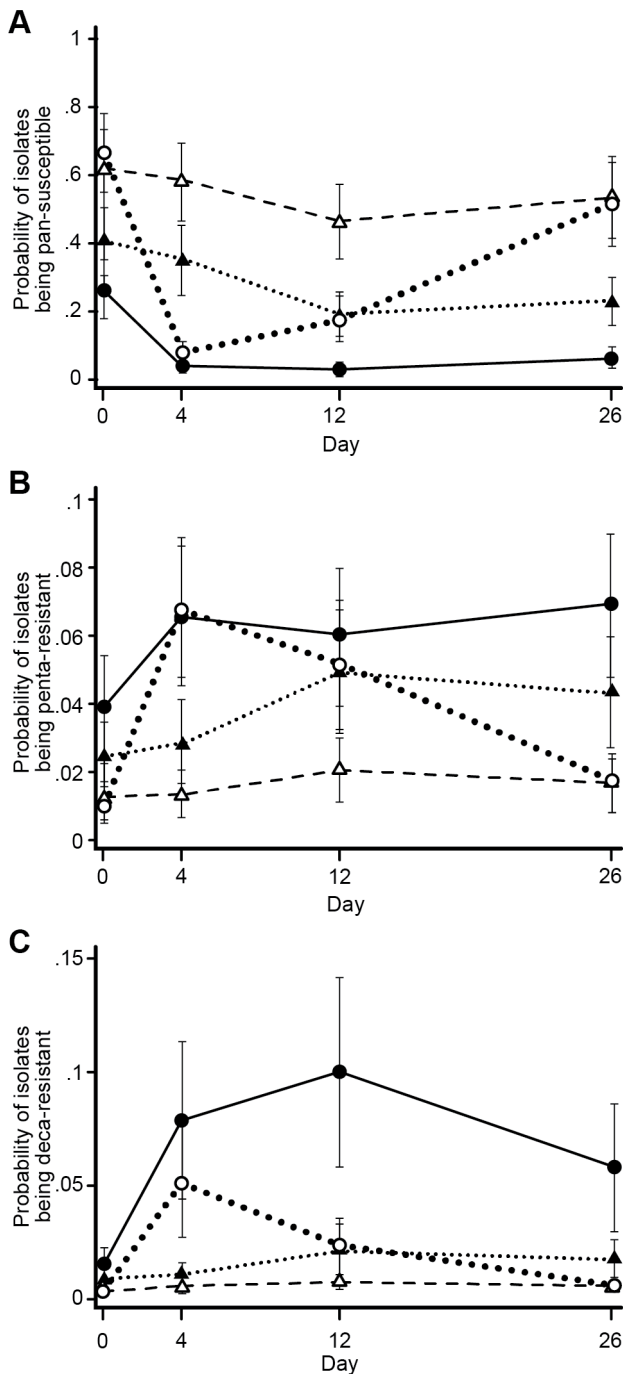 A
Probability of isolates
being pan-susceptible
1
.8
.6
.4
.2
0
0 4 12 26
Day
B
Probability of isolates
being penta-resistant
.1
.08
.06
.04
.02
0
0 4 12 26
Day
C
Probability of isolates
being deca-resistant
.15
.1
.05
0
0 4 12 26
Day